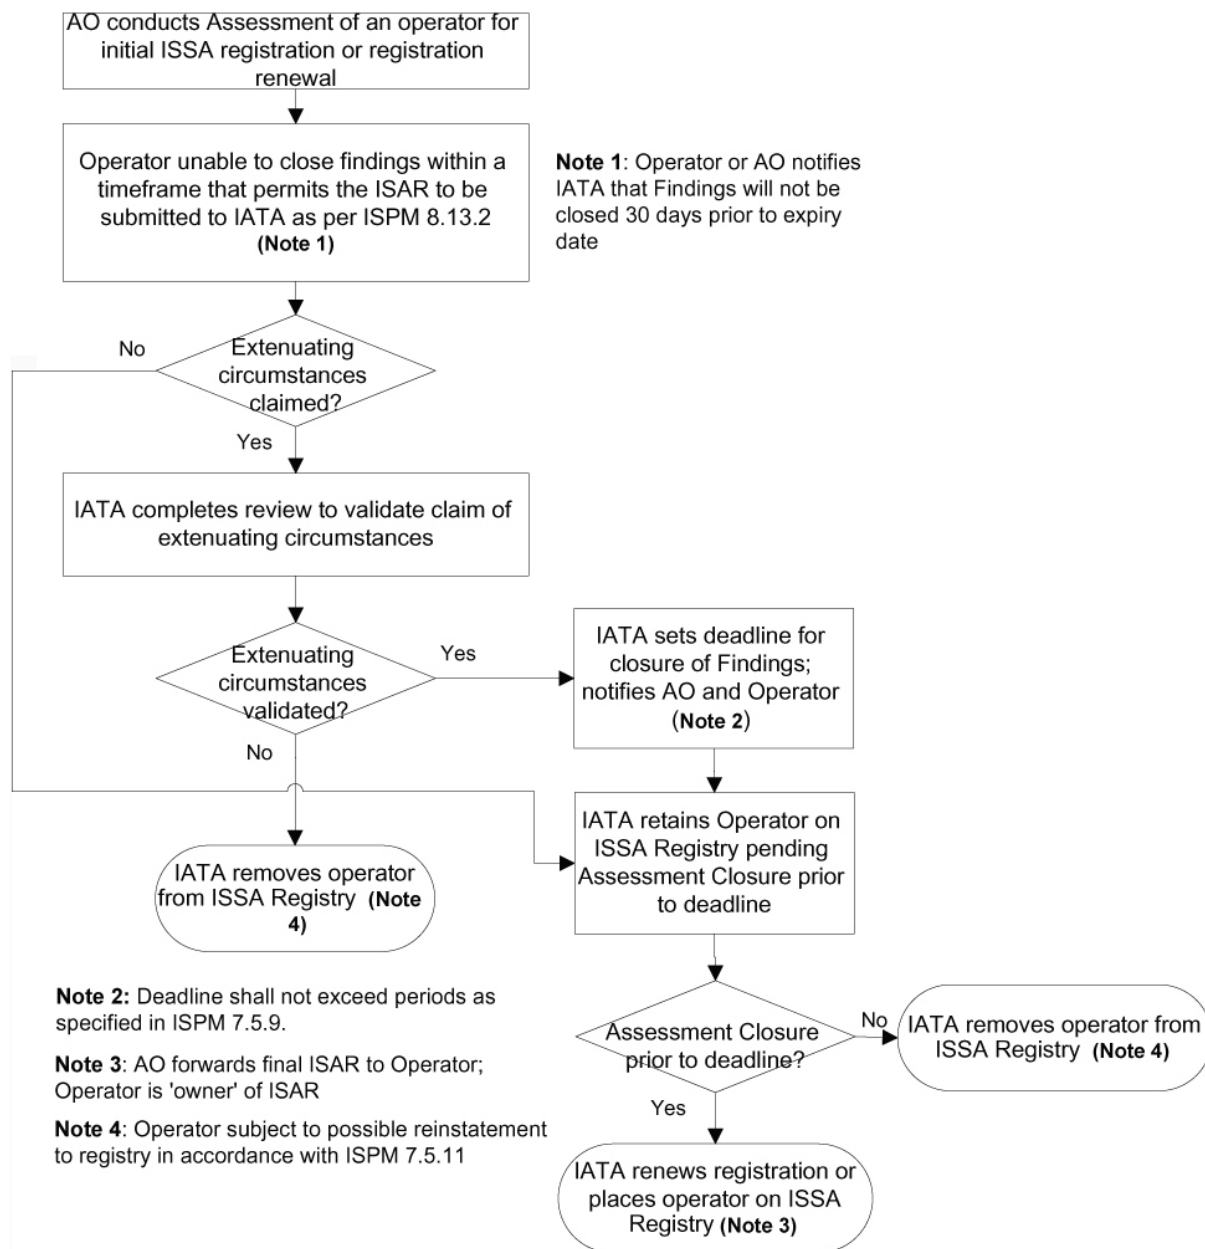 AO conducts Assessment of an operator for
initial ISSA registration or registration
renewal
Operator unable to close findings within a
timeframe that permits the ISAR to be
submitted to IATA as per ISPM 8.13.2
(Note 1)
Note 1: Operator or AO notifies
IATA that Findings will not be
closed 30 days prior to expiry
date
No
Extenuating
circumstances
claimed?
Yes
IATA completes review to validate claim of
extenuating circumstances
Extenuating
circumstances
validated?
Yes
No
IATA sets deadline for
closure of Findings;
notifies AO and Operator
(Note 2)
IATA retains Operator on
ISSA Registry pending
Assessment Closure prior
to deadline
IATA removes operator
from ISSA Registry (Note
4)
Note 2: Deadline shall not exceed periods as
specified in ISPM 7.5.9.
Note 3: AO forwards final ISAR to Operator;
Operator is 'owner' of ISAR
Note 4: Operator subject to possible reinstatement
to registry in accordance with ISPM 7.5.11
Assessment Closure
prior to deadline?
No
IATA removes operator from
ISSA Registry (Note 4)
Yes
IATA renews registration or
places operator on ISSA
Registry (Note 3)